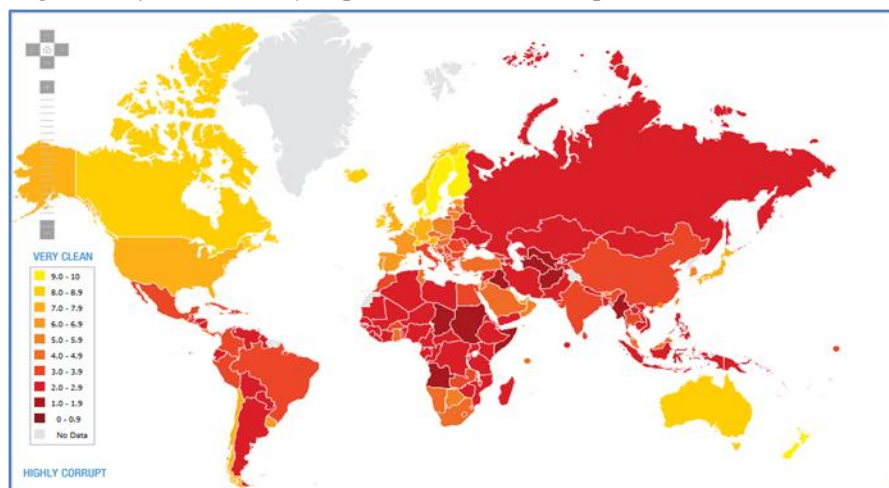 VERY CLEAN
9.0 - 10
8.0 - 8.9
7.0 - 7.9
6.0 - 6.9
5.0 - 5.9
4.0 - 4.9
3.0 - 3.9
2.0 - 2.9
1.0 - 1.9
0 - 0.9
No Data
HIGHLY CORRUPT